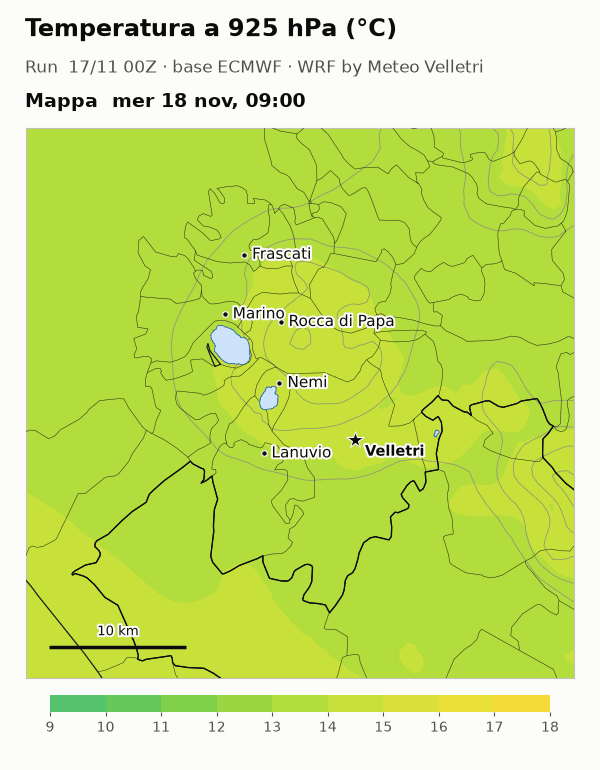 Temperatura a 925 hPa (°C)
Run  17/11 00Z · base ECMWF · WRF by Meteo Velletri
Mappa  mer 18 nov, 09:00
Frascati
Marino
Rocca di Papa
Nemi
Velletri
Lanuvio
10 km
9 10 11 12 13 14 15 16 17 18